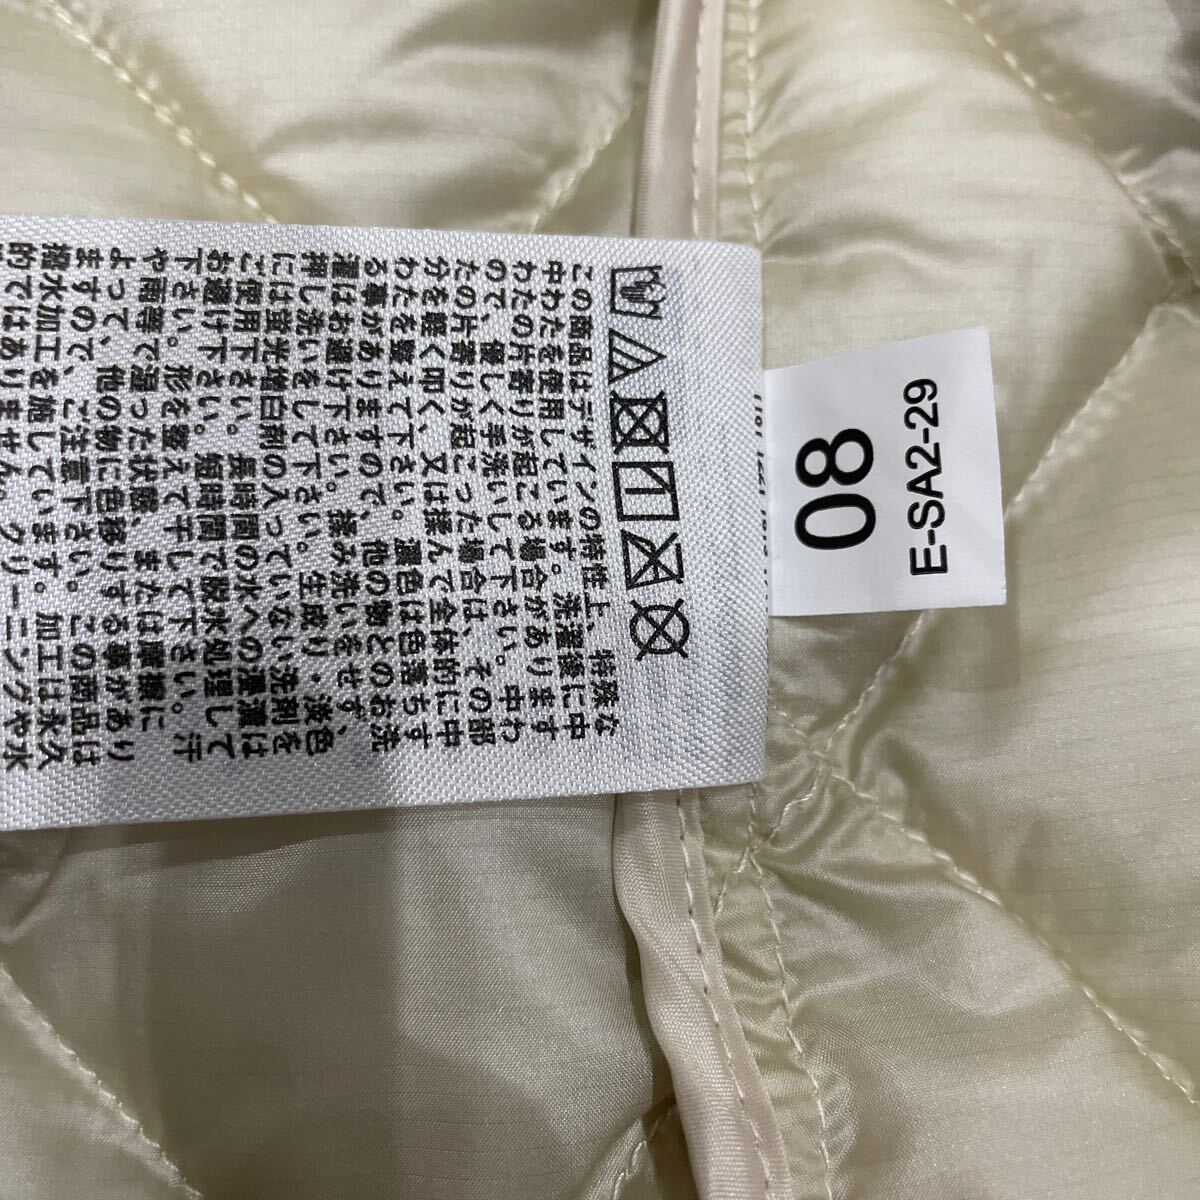 この商品はデザインの特性上、特殊な
中わたを使用しています。洗濯後に中
わたの片寄りが起こる場合があります
ので、優しく手洗いして下さい。中わ
たの片寄りが起こった場合は、その部
分を軽く叩く、又は揉んで全体的に中
わたを整えて下さい。濃色は色落ちす
る事がありますので、他の物とのお洗
濯はお避け下さい。揉み洗いをせず、
押し洗いをして下さい。生成り・淡色
には蛍光増白剤の入っていない洗剤を
ご使用下さい。長時間の水への浸漬は
お避け下さい。短時間で脱水処理して
下さい。形を整えて干して下さい。汗
や雨等で湿った状態、または摩擦に
よって、他の物に色移りする事があり
ますので、ご注意下さい。この商品は
撥水加工を施しています。加工は永久
的ではありません。クリーニングや水
08
E-SA2-29